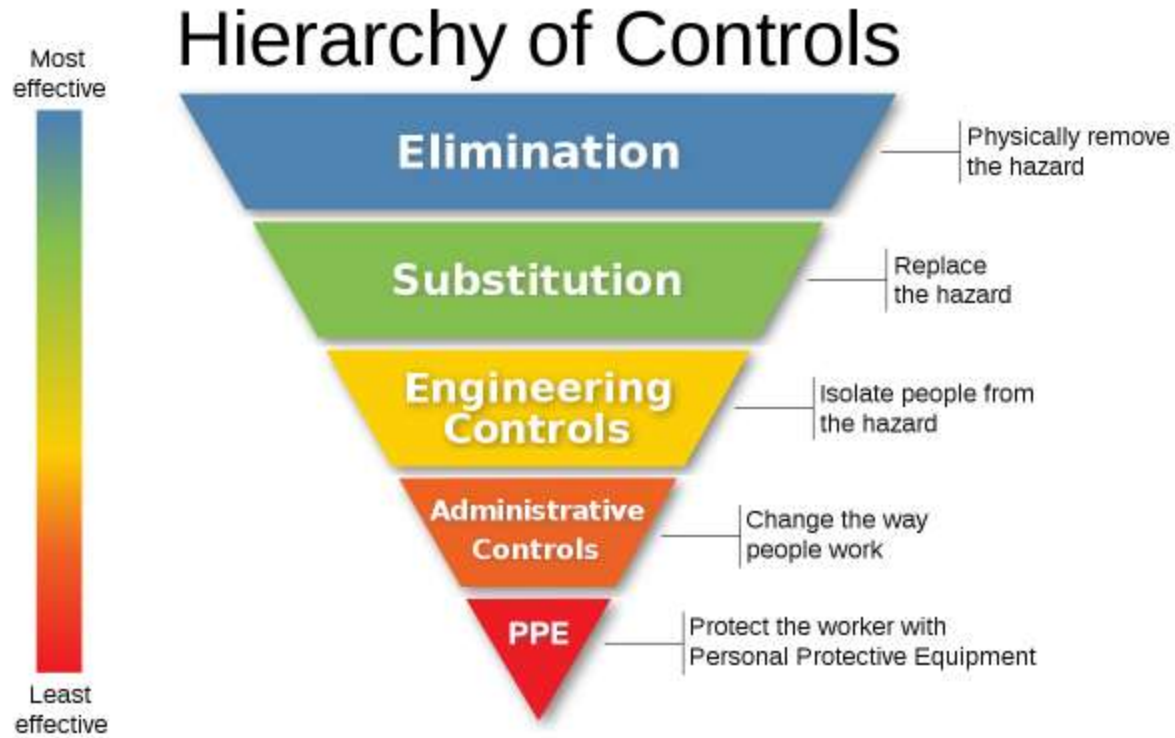 Hierarchy of Controls
Most
effective
Elimination
Physically remove
the hazard
Substitution
Replace
the hazard
Engineering
Controls
Isolate people from
the hazard
Administrative
Controls
Change the way
people work
PPE
Protect the worker with
Personal Protective Equipment
Least
effective